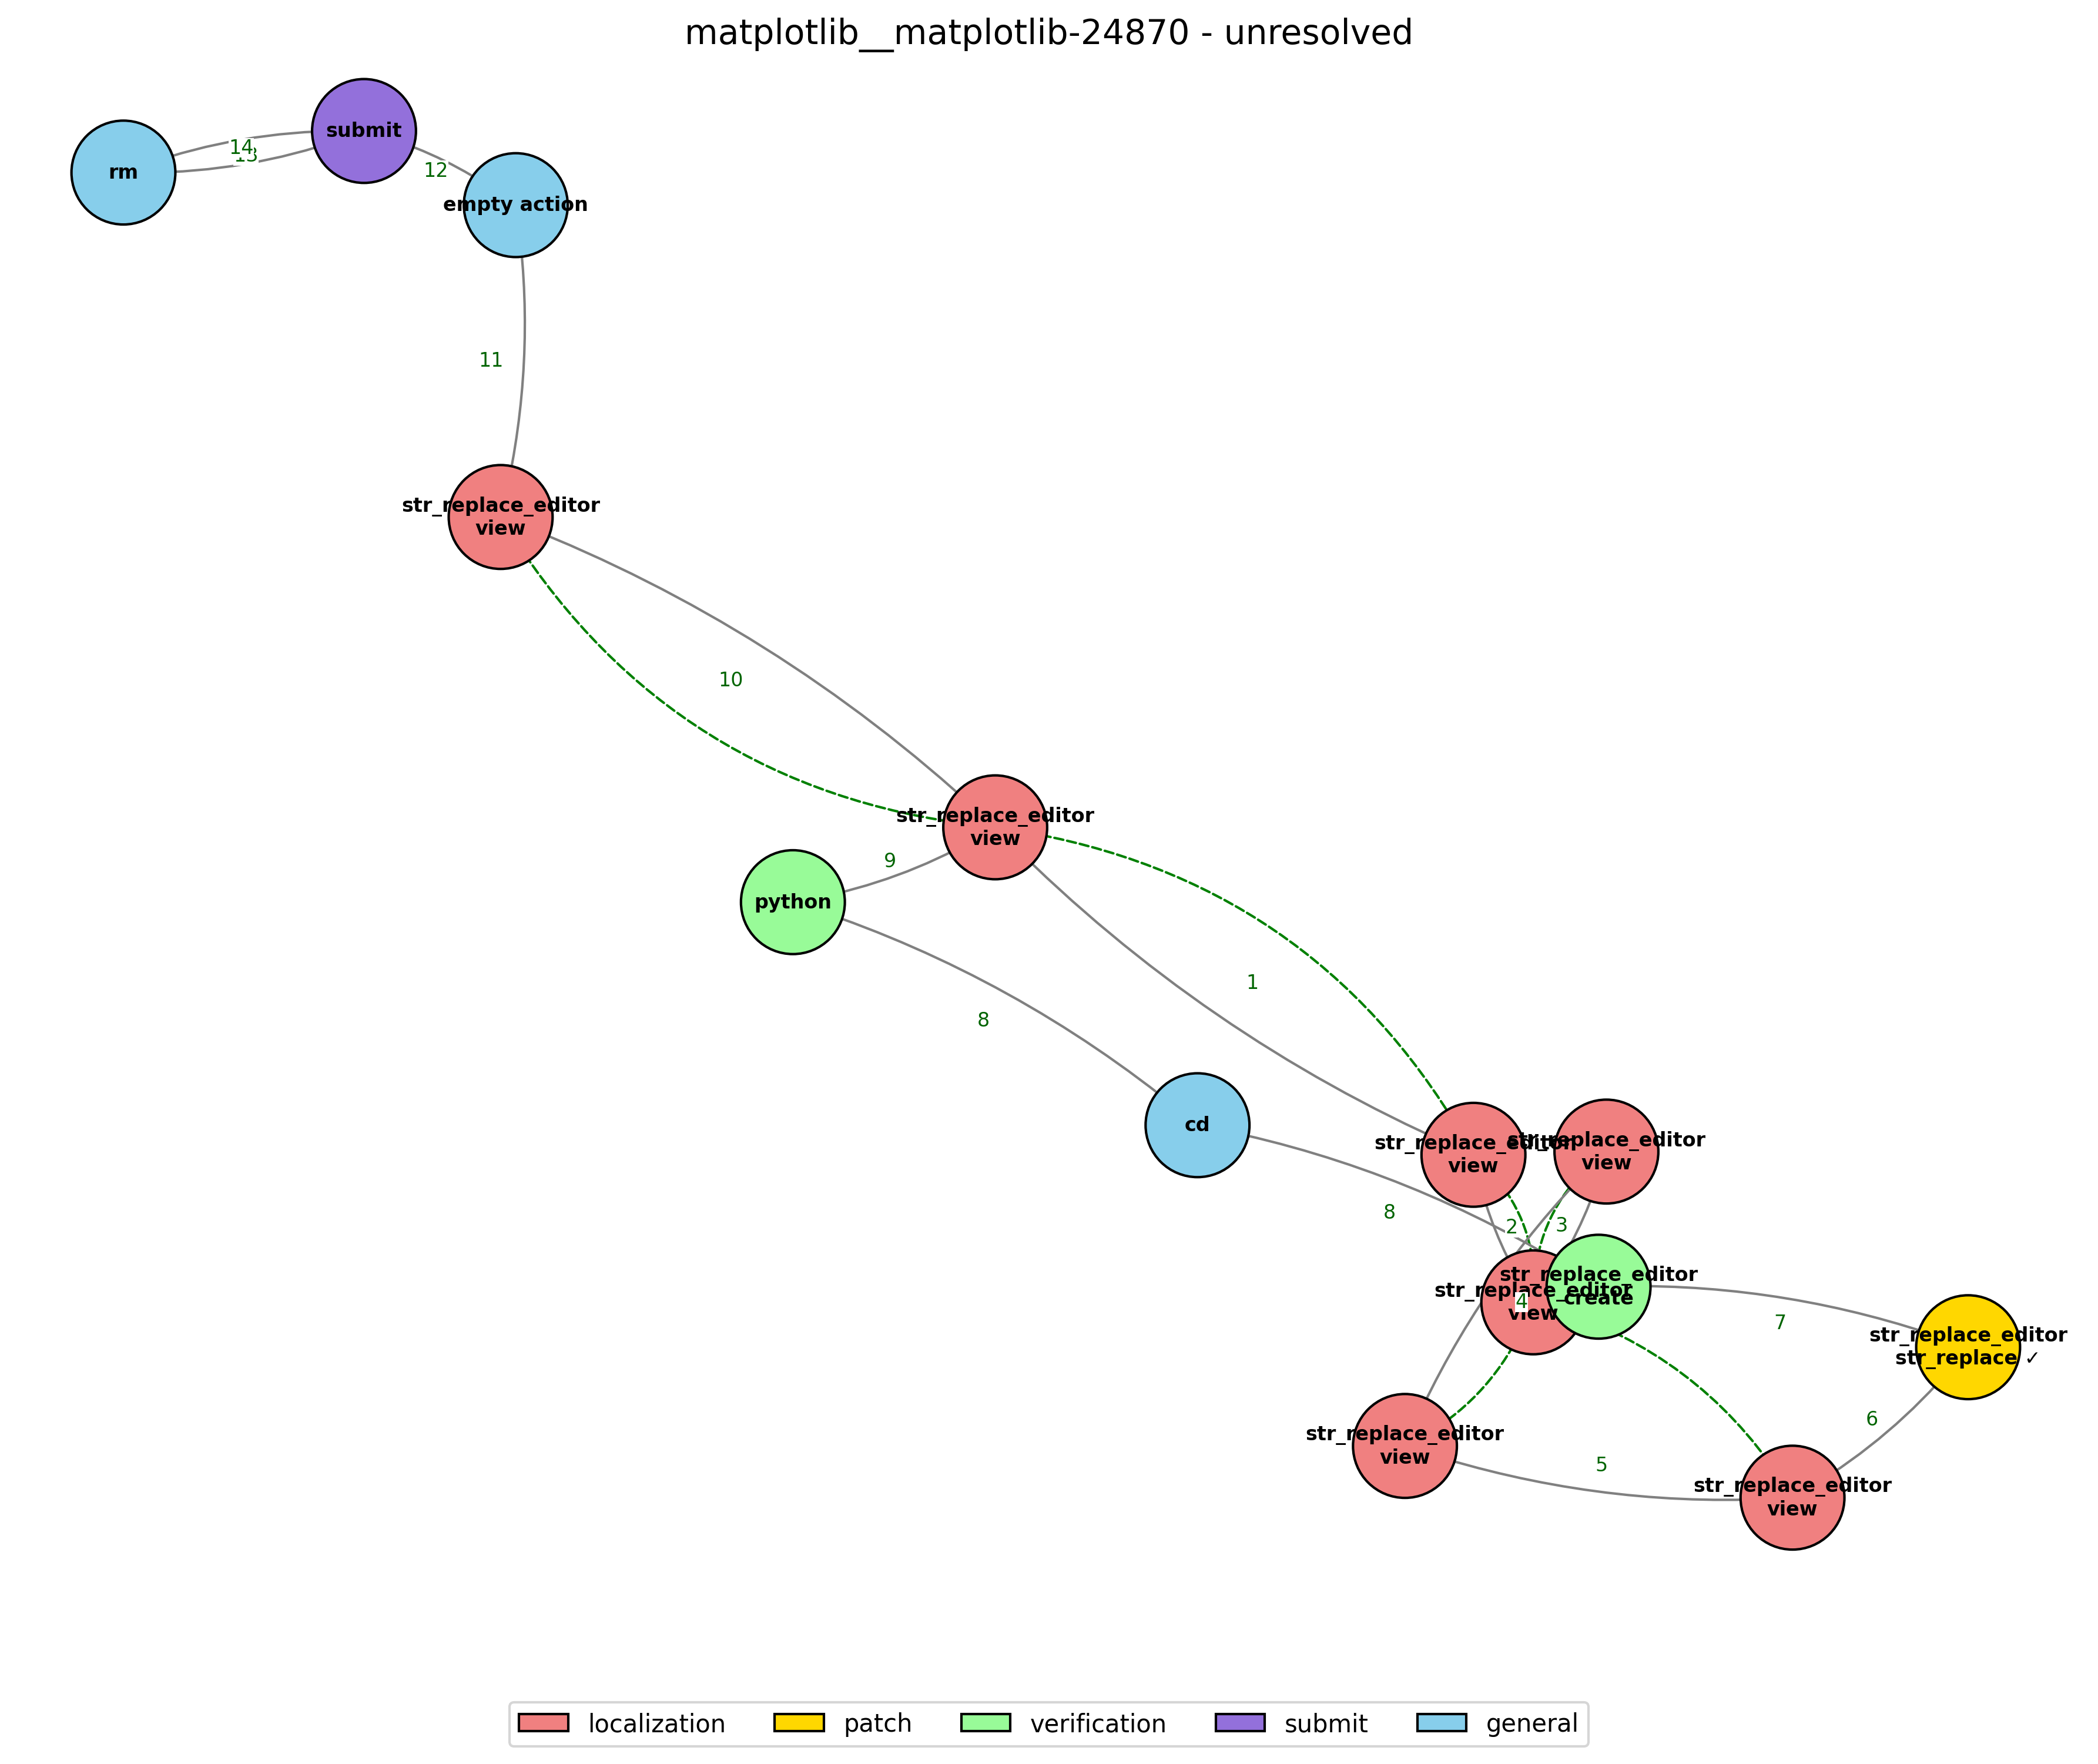 matplotlib__matplotlib-24870 - unresolved
submit
14
13
rm
12
empty action
11
str_replace_editor
view
10
str_replace_editor
view
9
python
1
8
cd
str_replace_editor
view
str_replace_editor
view
8
2
3
str_replace_editor
create
str_replace_editor
view
4
7
str_replace_editor
str_replace ✓
6
str_replace_editor
view
5
str_replace_editor
view
localization
patch
verification
submit
general